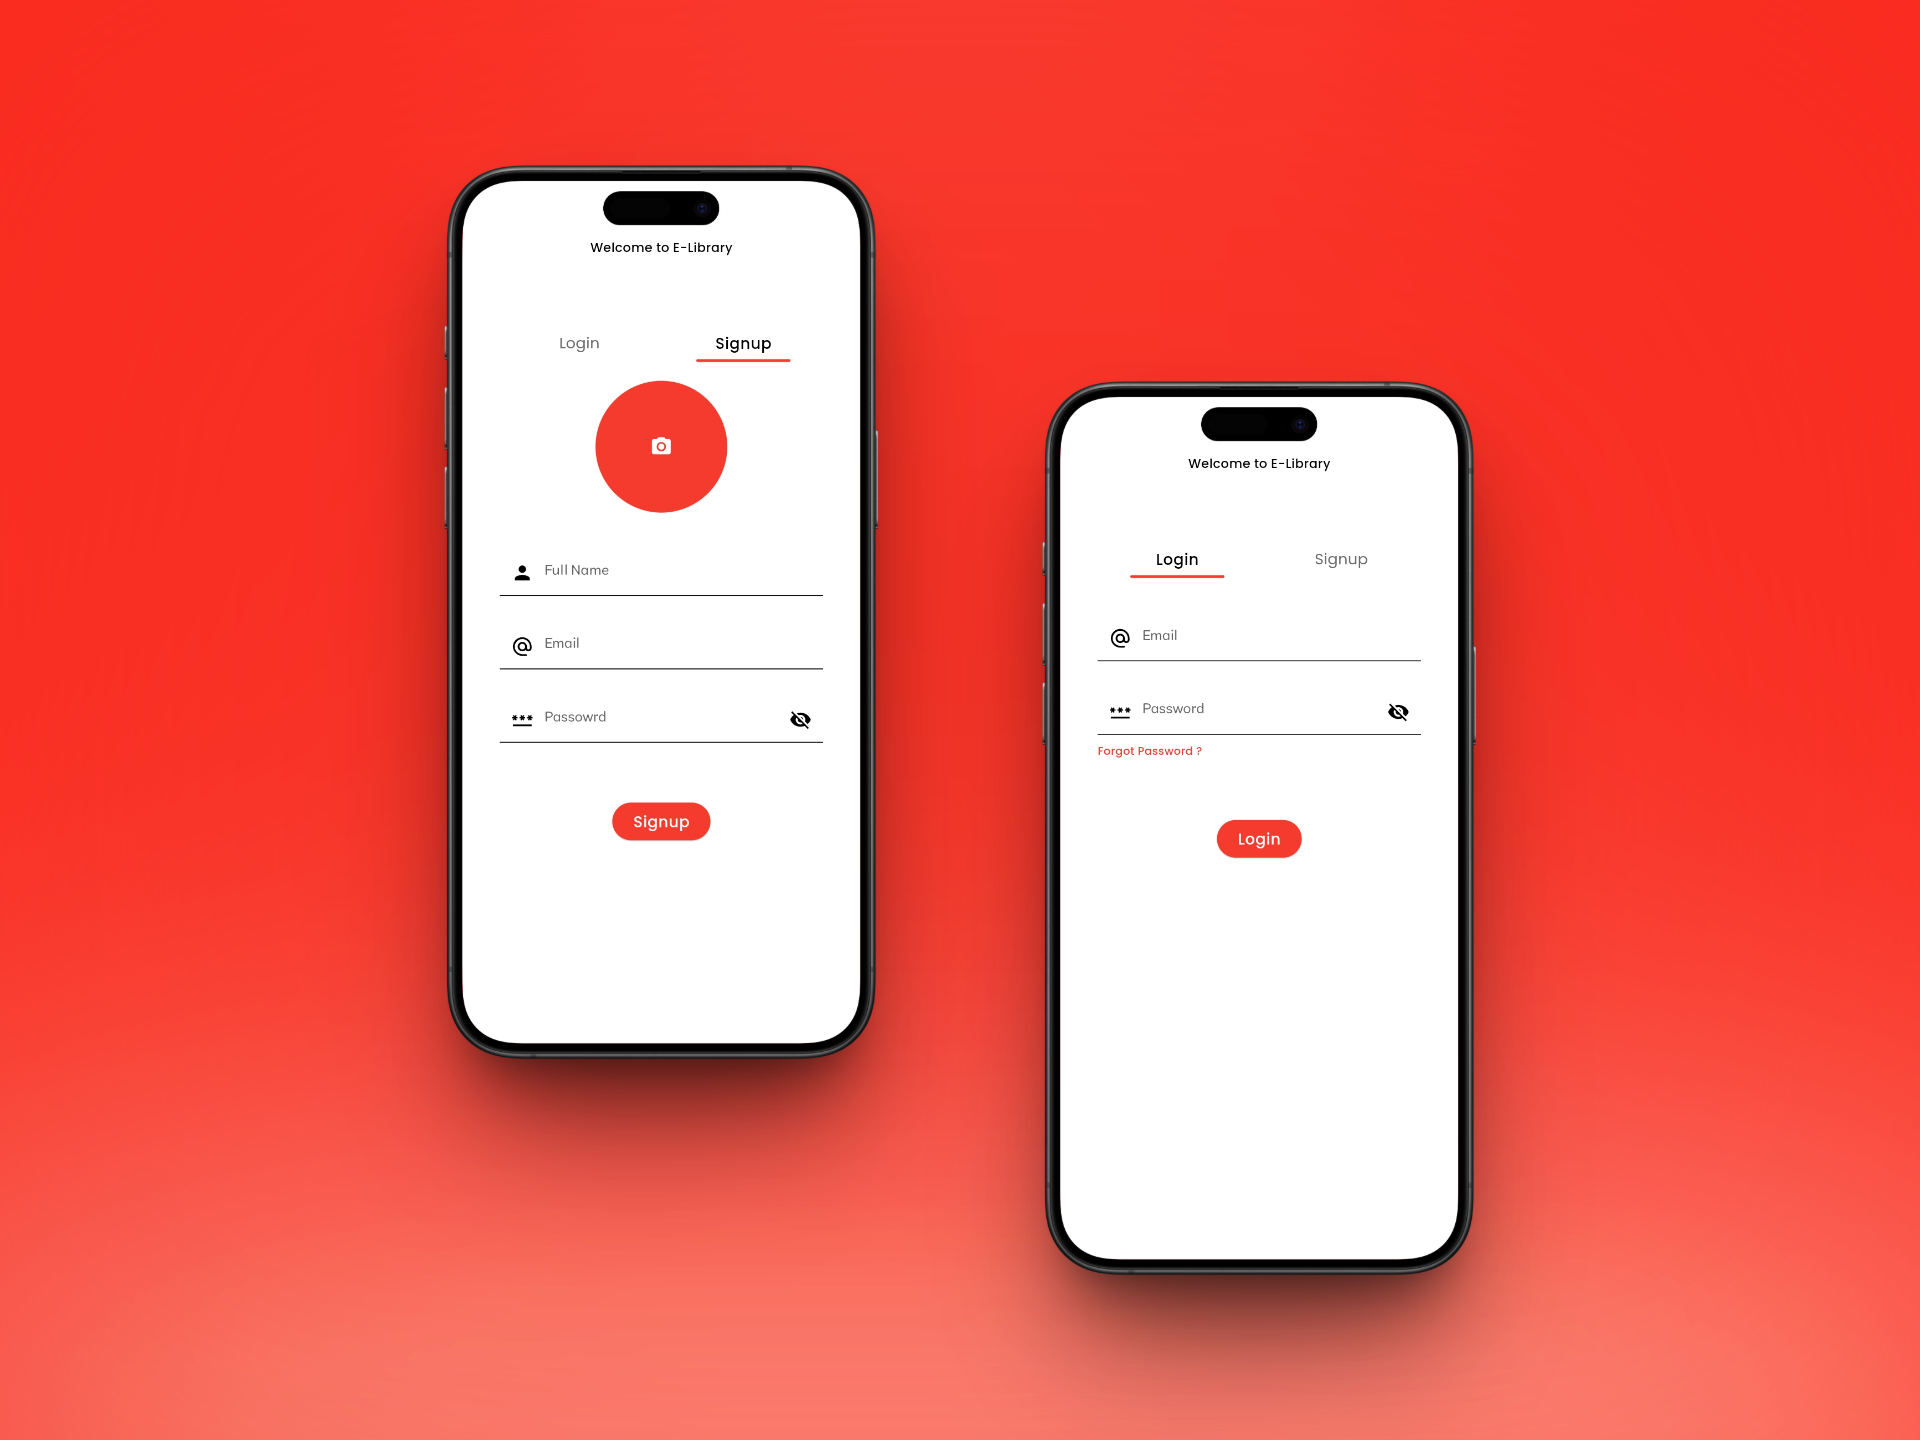 Welcome to E-Library
Login Signup
Full Name
Email
Passowrd
Signup
Welcome to E-Library
Login Signup
Email
Password
Forgot Password ?
Login